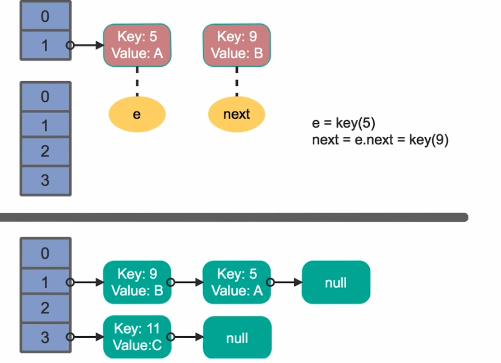 0
1
Key: 5
Value: A
Key: 9
Value: B
e
next
0
1
2
3
e = key(5)
next = e.next = key(9)
0
1
2
3
Key: 9
Value: B
Key: 5
Value: A
null
Key: 11
Value:C
null